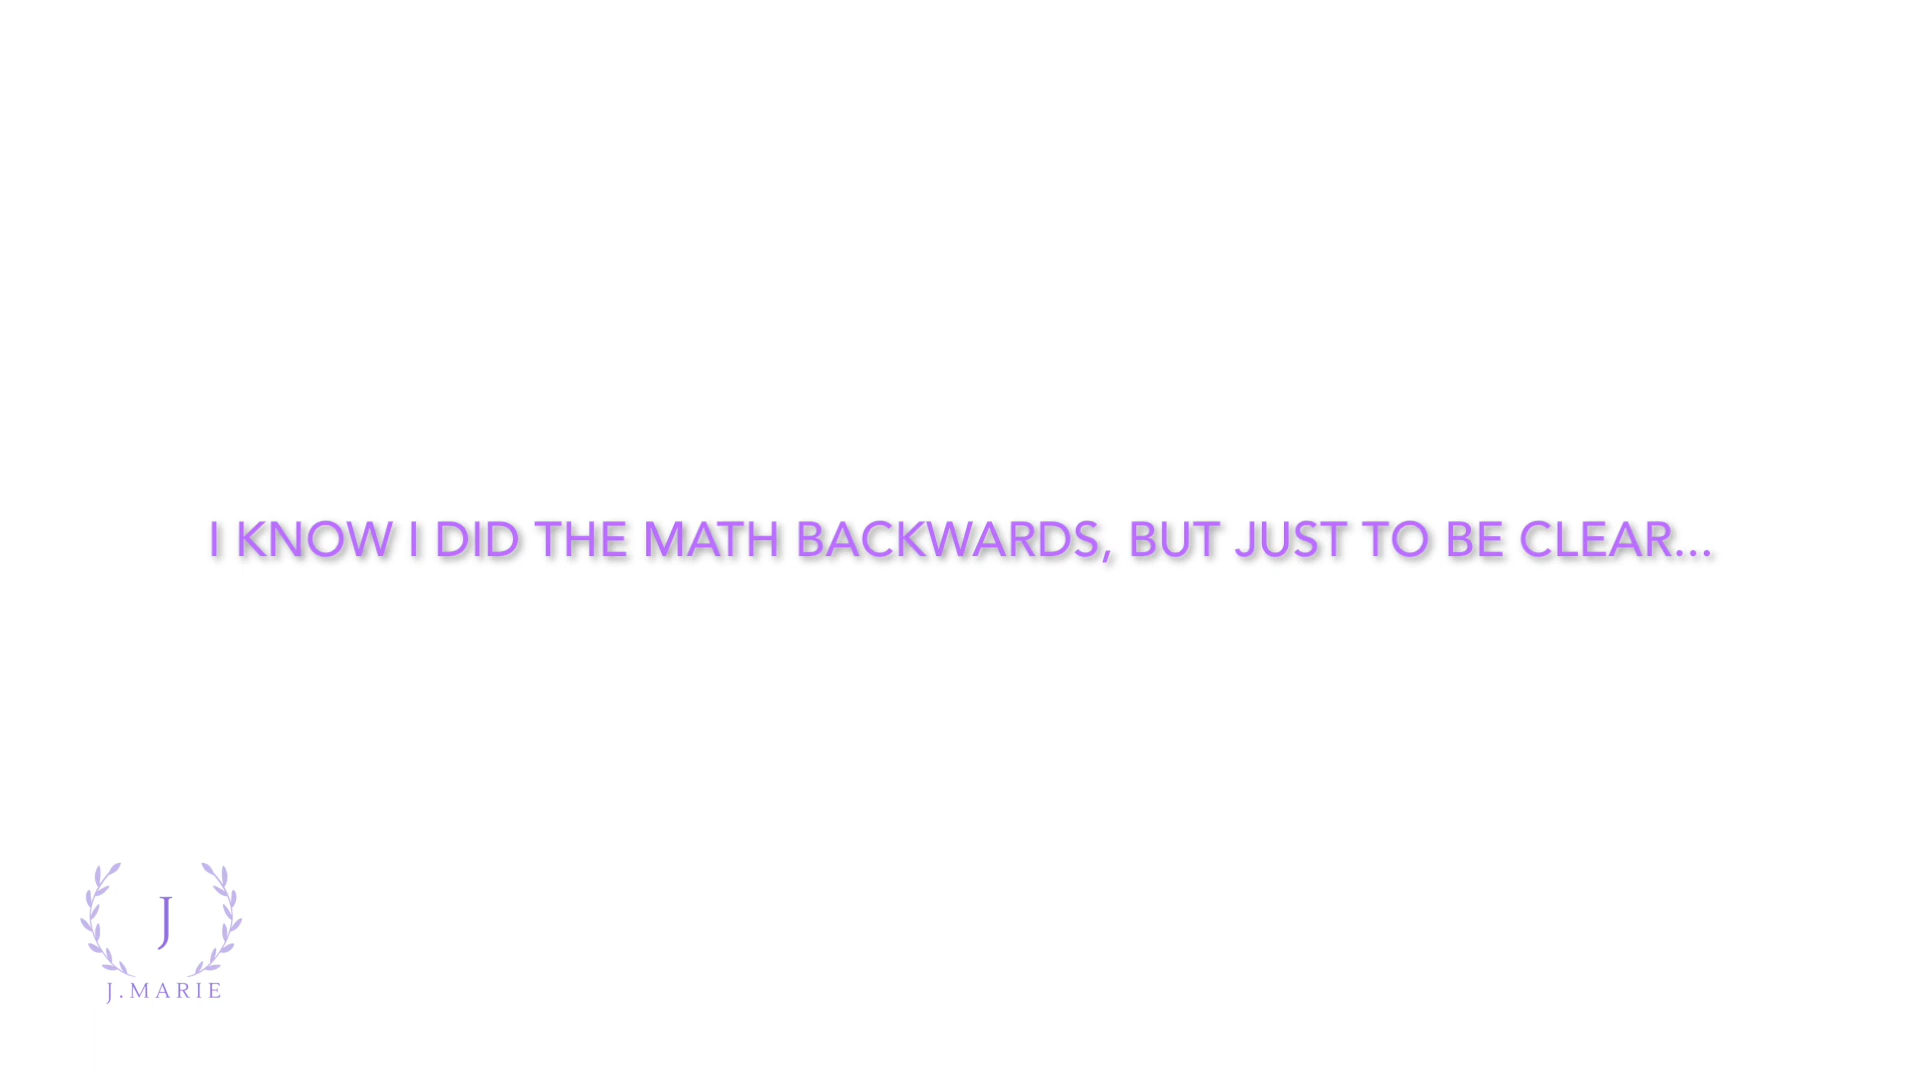 I KNOW I DID THE MATH BACKWARDS, BUT JUST TO BE CLEAR...
J
J.MARIE